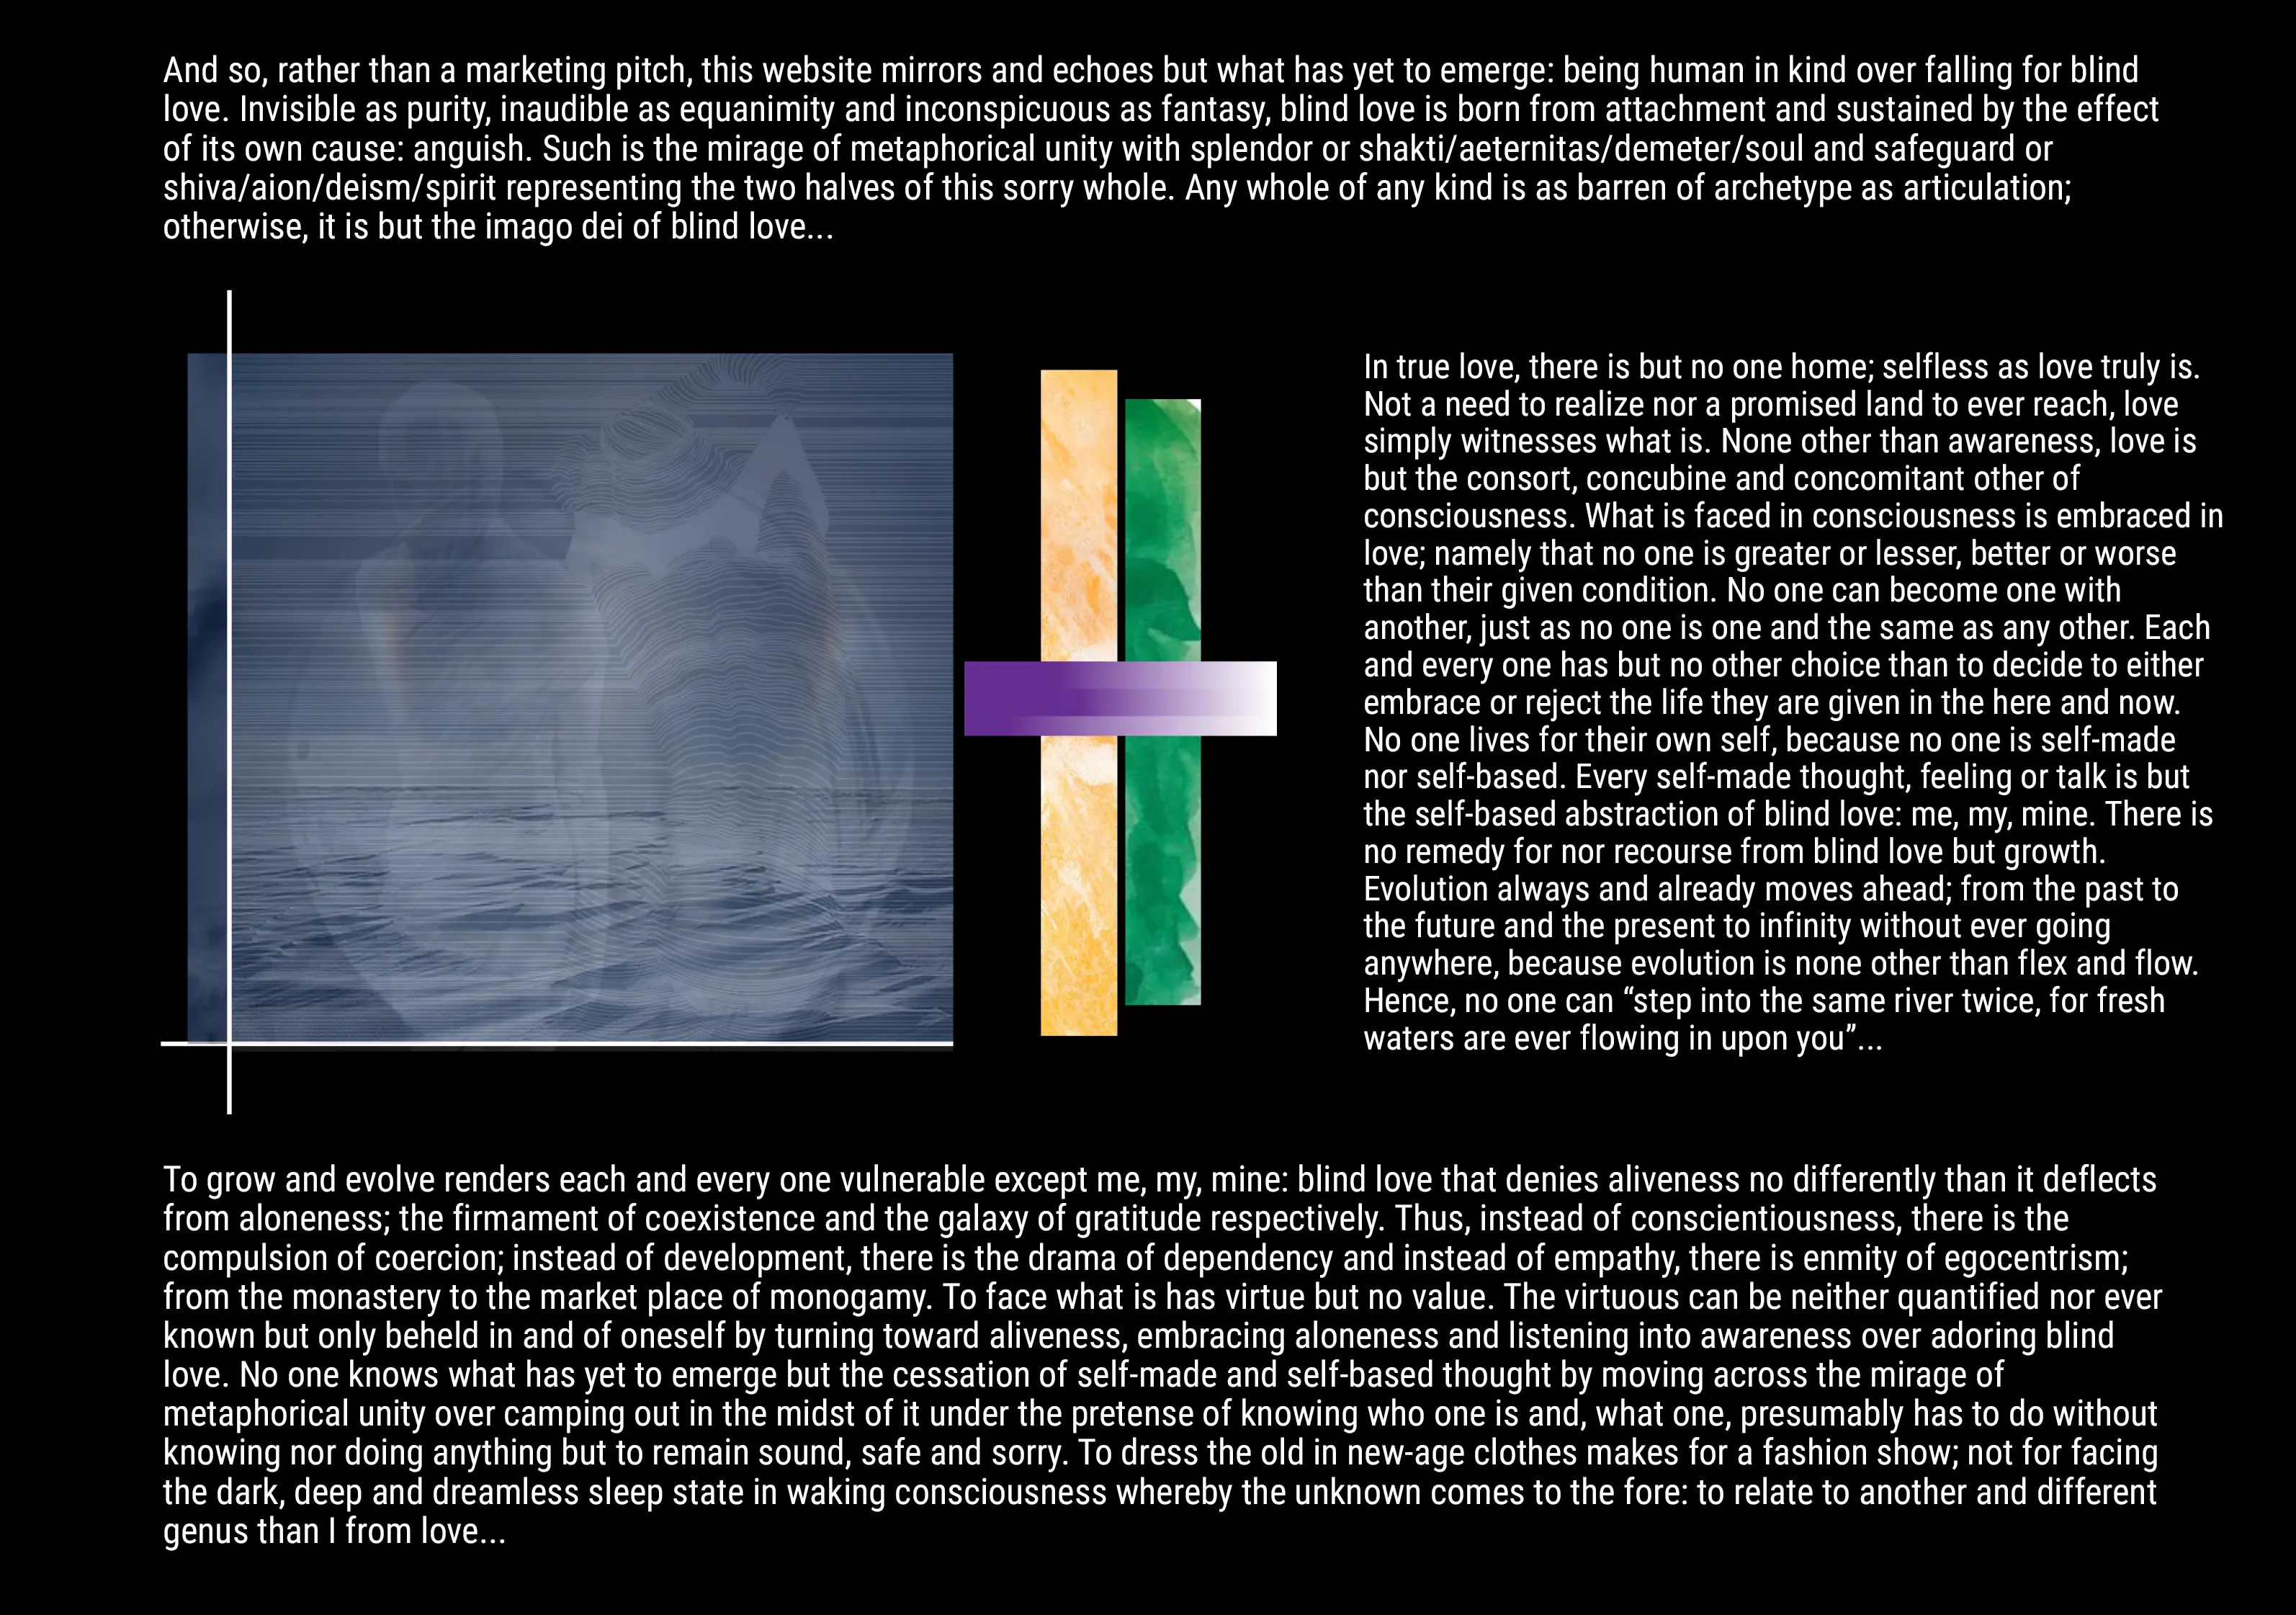 And so, rather than a marketing pitch, this website mirrors and echoes but what has yet to emerge: being human in kind over falling for blind
love. Invisible as purity, inaudible as equanimity and inconspicuous as fantasy, blind love is born from attachment and sustained by the effect
of its own cause: anguish. Such is the mirage of metaphorical unity with splendor or shakti/aeternitas/demeter/soul and safeguard or
shiva/aion/deism/spirit representing the two halves of this sorry whole. Any whole of any kind is as barren of archetype as articulation;
otherwise, it is but the imago dei of blind love...
In true love, there is but no one home; selfless as love truly is.
Not a need to realize nor a promised land to ever reach, love
simply witnesses what is. None other than awareness, love is
but the consort, concubine and concomitant other of
consciousness. What is faced in consciousness is embraced in
love; namely that no one is greater or lesser, better or worse
than their given condition. No one can become one with
another, just as no one is one and the same as any other. Each
and every one has but no other choice than to decide to either
embrace or reject the life they are given in the here and now.
No one lives for their own self, because no one is self-made
nor self-based. Every self-made thought, feeling or talk is but
the self-based abstraction of blind love: me, my, mine. There is
no remedy for nor recourse from blind love but growth.
Evolution always and already moves ahead; from the past to
the future and the present to infinity without ever going
anywhere, because evolution is none other than flex and flow.
Hence, no one can “step into the same river twice, for fresh
waters are ever flowing in upon you”...
To grow and evolve renders each and every one vulnerable except me, my, mine: blind love that denies aliveness no differently than it deflects
from aloneness; the firmament of coexistence and the galaxy of gratitude respectively. Thus, instead of conscientiousness, there is the
compulsion of coercion; instead of development, there is the drama of dependency and instead of empathy, there is enmity of egocentrism;
from the monastery to the market place of monogamy. To face what is has virtue but no value. The virtuous can be neither quantified nor ever
known but only beheld in and of oneself by turning toward aliveness, embracing aloneness and listening into awareness over adoring blind
love. No one knows what has yet to emerge but the cessation of self-made and self-based thought by moving across the mirage of
metaphorical unity over camping out in the midst of it under the pretense of knowing who one is and, what one, presumably has to do without
knowing nor doing anything but to remain sound, safe and sorry. To dress the old in new-age clothes makes for a fashion show; not for facing
the dark, deep and dreamless sleep state in waking consciousness whereby the unknown comes to the fore: to relate to another and different
genus than I from love...